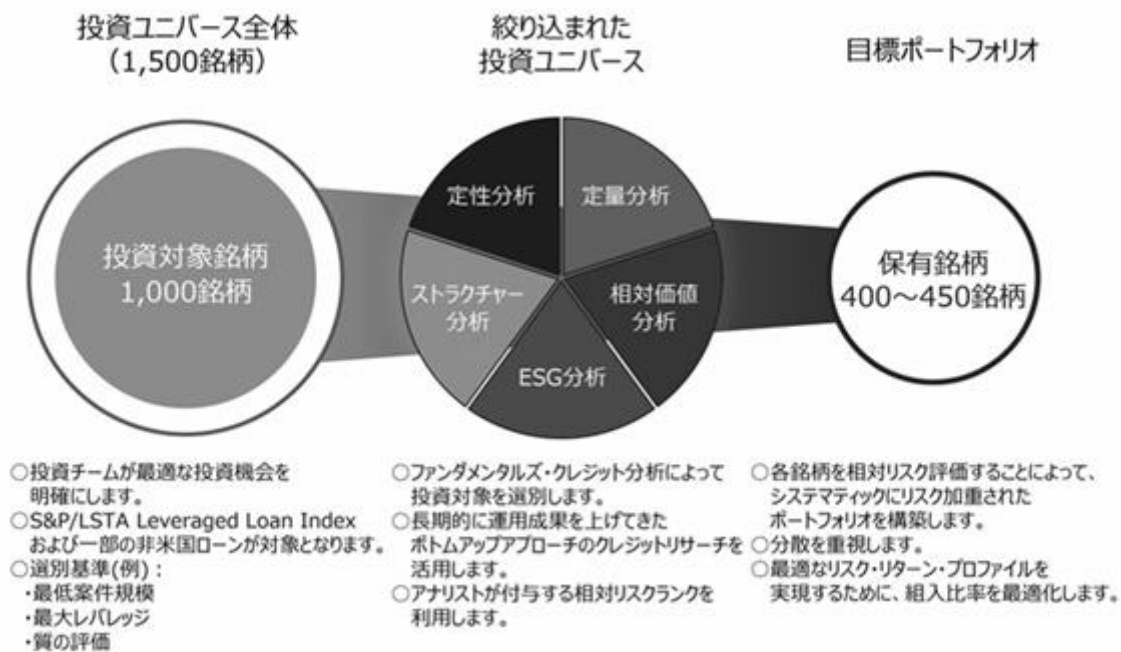 投資ユニバース全体
(1,500銘柄)
絞り込まれた
投資ユニバース
目標ポートフォリオ
投資対象銘柄
1,000銘柄
定性分析
定量分析
ストラクチャー
分析
相対価値
分析
ESG分析
保有銘柄
400～450銘柄
○投資チームが最適な投資機会を
明確にします。
○S&P/LSTA Leveraged Loan Index
および一部の非米国ローンが対象となります。
○選別基準(例)：
・最低案件規模
・最大レバレッジ
・質の評価
○ファンダメンタルズ・クレジット分析によって
投資対象を選別します。
○長期的に運用成果を上げてきた
ボトムアップアプローチのクレジットリサーチを
活用します。
○アナリストが付与する相対リスクランクを
利用します。
○各銘柄を相対リスク評価することによって、
システマティックにリスク加重された
ポートフォリオを構築します。
○分散を重視します。
○最適なリスク・リターン・プロファイルを
実現するために、組入比率を最適化します。